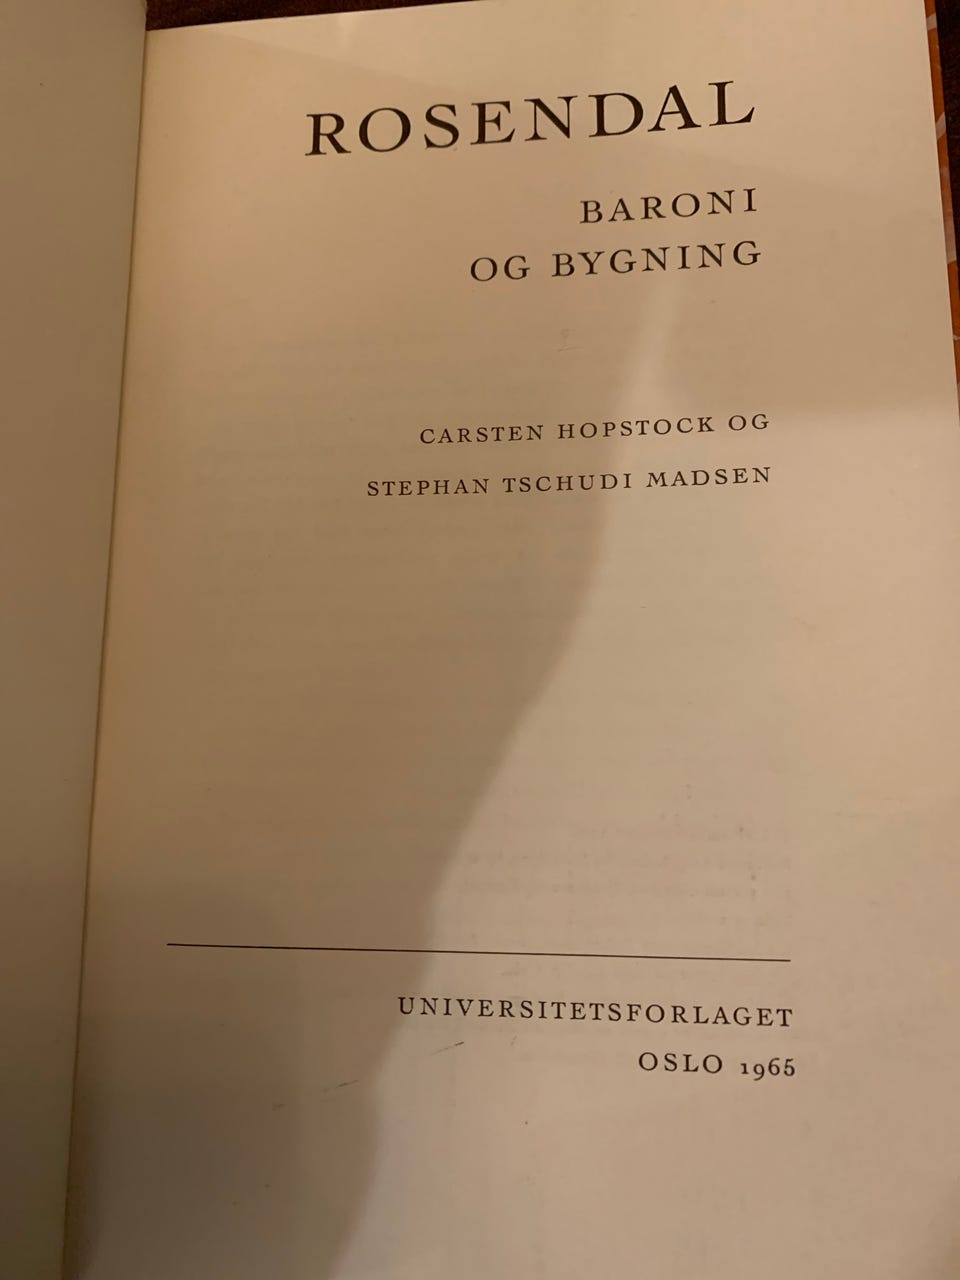 ROSENDAL
BARONI
OG BYGNING
CARSTEN HOPSTOCK OG
STEPHAN TSCHUDI MADSEN
UNIVERSITETSFORLAGET
OSLO 1965